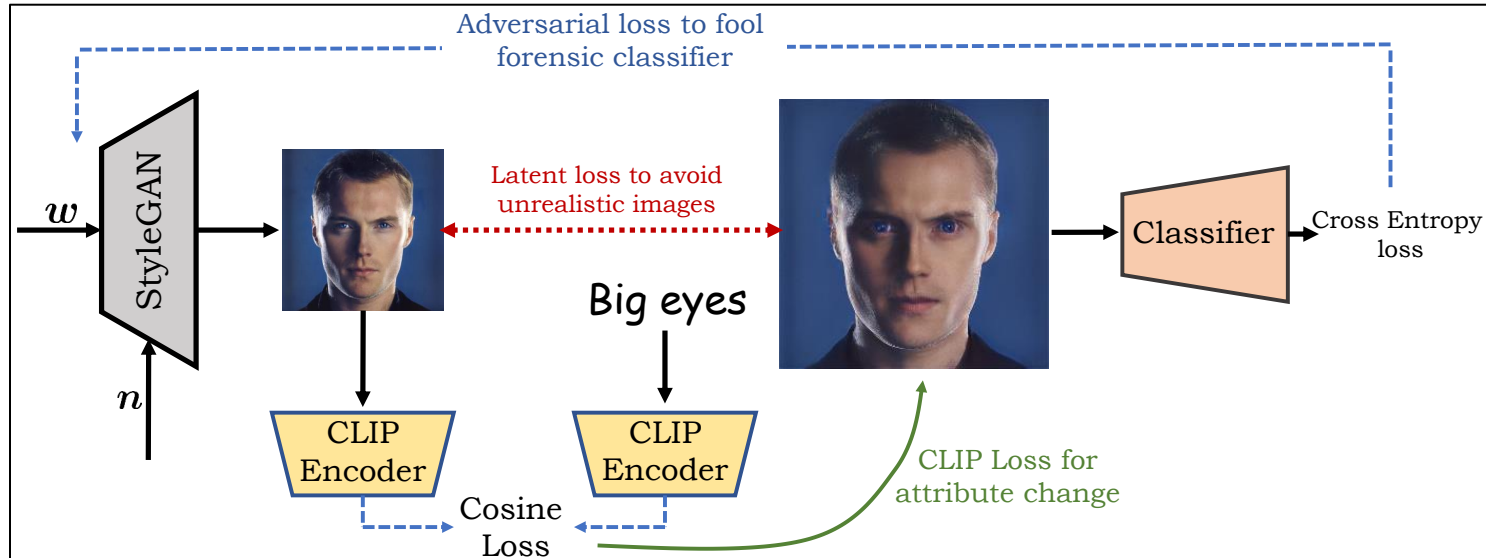 Adversarial loss to fool
forensic classifier
w
StyleGAN
n
Latent loss to avoid
unrealistic images
Big eyes
Classifier
Cross Entropy
loss
CLIP
Encoder
CLIP
Encoder
Cosine
Loss
CLIP Loss for
attribute change